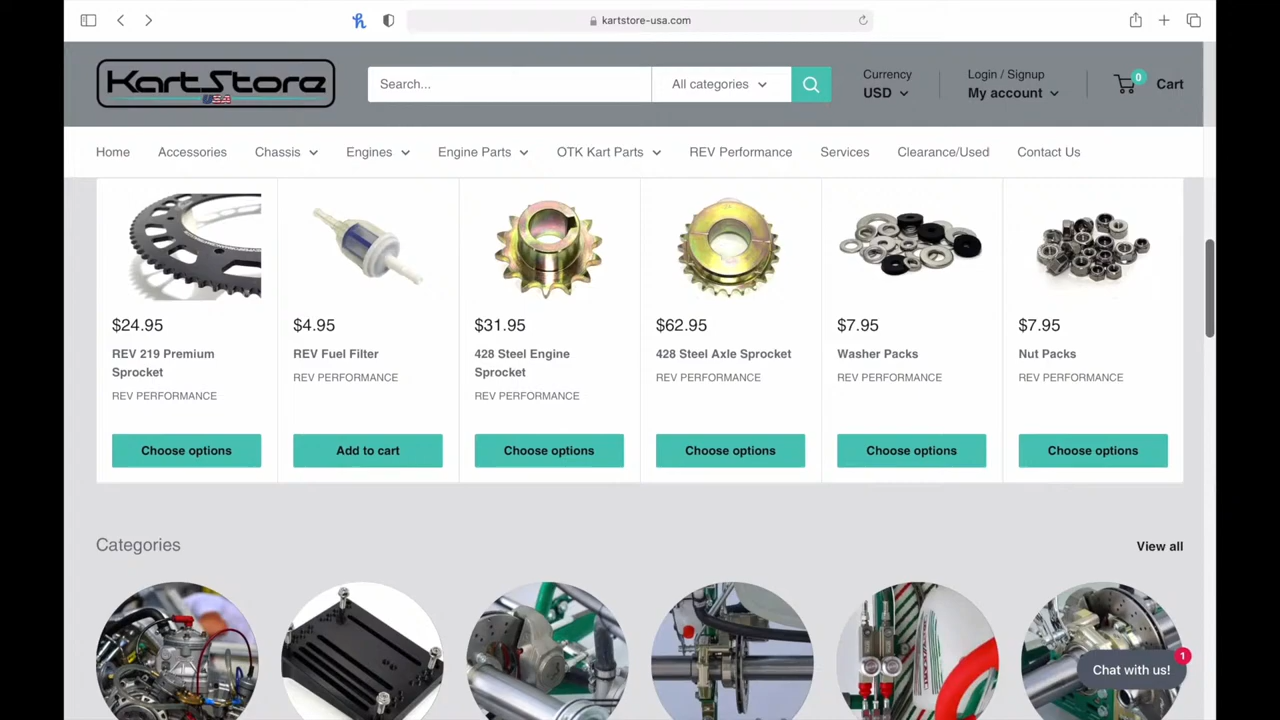 kartstore-usa.com
KartStore
USA
Search...
All categories
Currency
USD
Login / Signup
My account
0
Cart
Home
Accessories
Chassis
Engines
Engine Parts
OTK Kart Parts
REV Performance
Services
Clearance/Used
Contact Us
$24.95
REV 219 Premium
Sprocket
REV PERFORMANCE
Choose options
$4.95
REV Fuel Filter
REV PERFORMANCE
Add to cart
$31.95
428 Steel Engine
Sprocket
REV PERFORMANCE
Choose options
$62.95
428 Steel Axle Sprocket
REV PERFORMANCE
Choose options
$7.95
Washer Packs
REV PERFORMANCE
Choose options
$7.95
Nut Packs
REV PERFORMANCE
Choose options
Categories
View all
Chat with us!
1